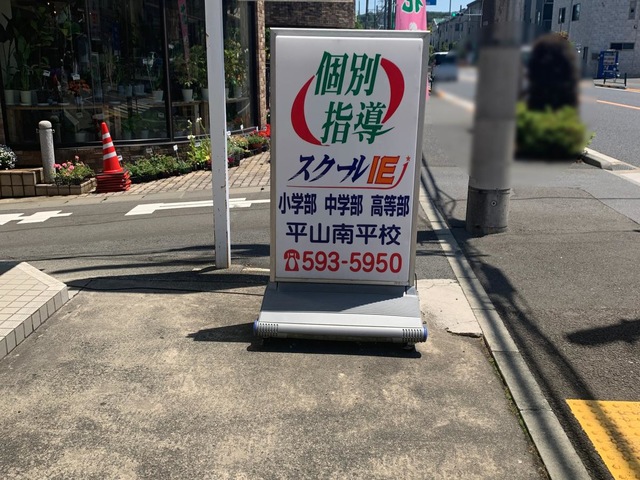 個別
指導
スクールIE
小学部 中学部 高等部
平山南平校
☎593-5950
花